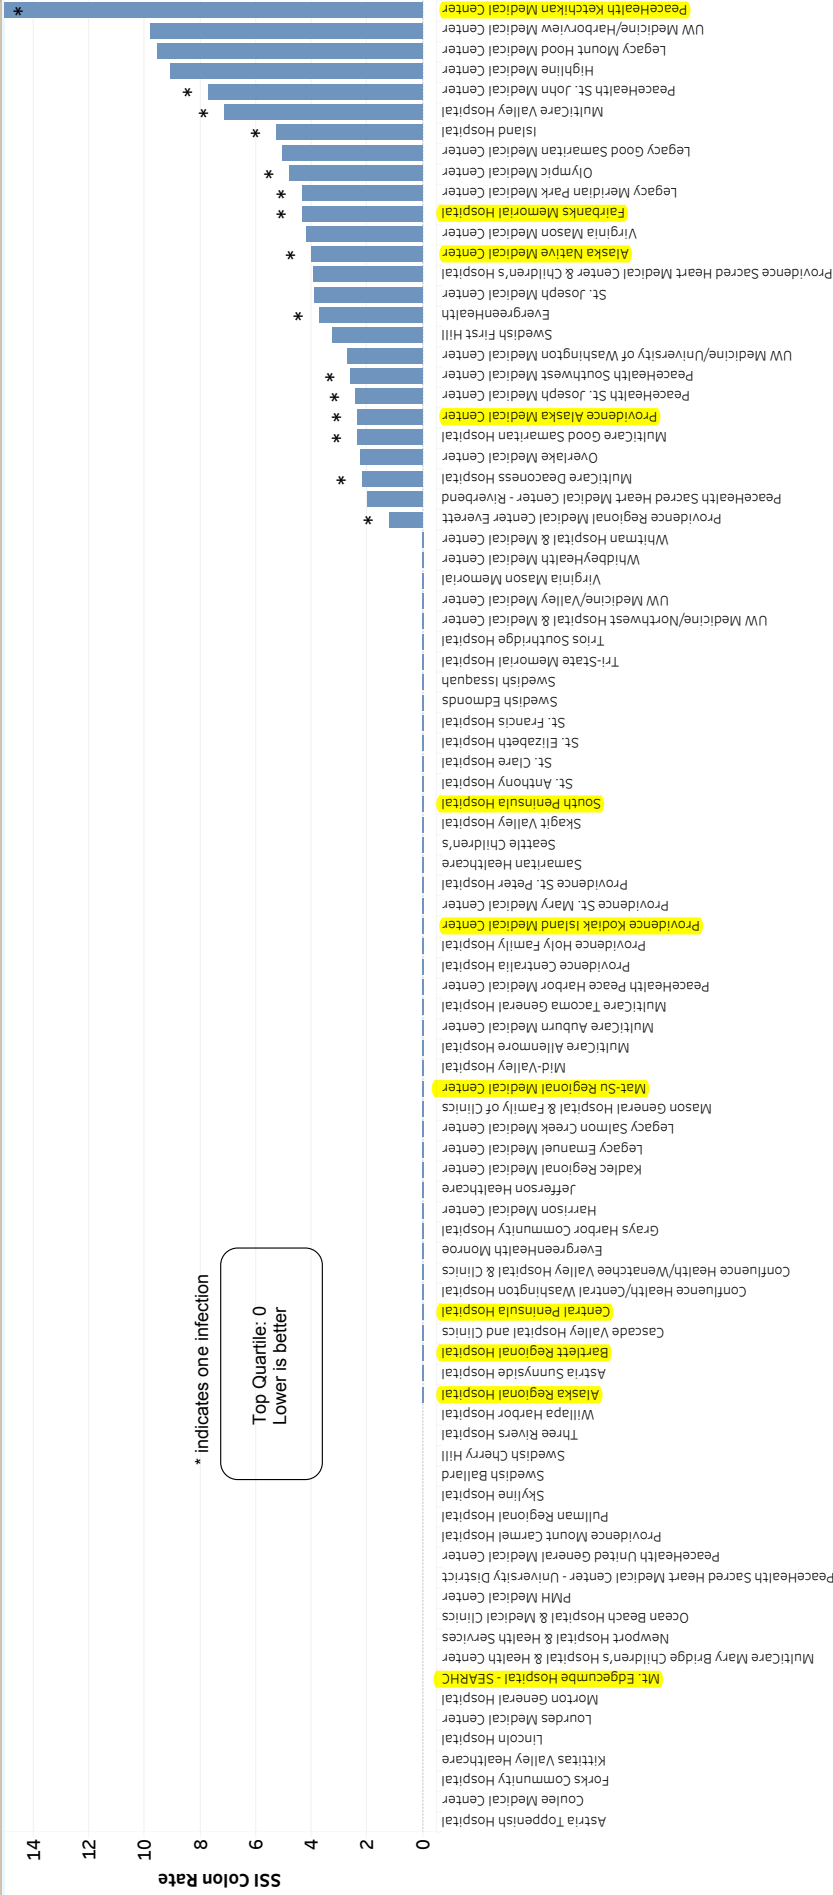 PeaceHealth Ketchikan Medical Center
*
UW Medicine/Harborview Medical Center
Legacy Mount Hood Medical Center
Highline Medical Center
PeaceHealth St. John Medical Center
*
MultiCare Valley Hospital
*
Island Hospital
*
Legacy Good Samaritan Medical Center
Olympic Medical Center
*
Legacy Meridian Park Medical Center
*
Fairbanks Memorial Hospital
*
Virginia Mason Medical Center
Alaska Native Medical Center
*
Providence Sacred Heart Medical Center & Children's Hospital
St. Joseph Medical Center
EvergreenHealth
*
Swedish First Hill
UW Medicine/University of Washington Medical Center
PeaceHealth Southwest Medical Center
*
PeaceHealth St. Joseph Medical Center
*
Providence Alaska Medical Center
*
MultiCare Good Samaritan Hospital
*
Overlake Medical Center
MultiCare Deaconess Hospital
*
PeaceHealth Sacred Heart Medical Center - Riverbend
Providence Regional Medical Center Everett
*
Whitman Hospital & Medical Center
WhidbeyHealth Medical Center
Virginia Mason Memorial
UW Medicine/Valley Medical Center
UW Medicine/Northwest Hospital & Medical Center
Trios Southridge Hospital
Tri-State Memorial Hospital
Swedish Issaquah
Swedish Edmonds
St. Francis Hospital
St. Elizabeth Hospital
St. Clare Hospital
St. Anthony Hospital
South Peninsula Hospital
Skagit Valley Hospital
Seattle Children's
Samaritan Healthcare
Providence St. Peter Hospital
Providence St. Mary Medical Center
Providence Kodiak Island Medical Center
Providence Holy Family Hospital
Providence Centralia Hospital
PeaceHealth Peace Harbor Medical Center
MultiCare Tacoma General Hospital
MultiCare Auburn Medical Center
MultiCare Allenmore Hospital
Mid-Valley Hospital
Mat-Su Regional Medical Center
Mason General Hospital & Family of Clinics
Legacy Salmon Creek Medical Center
Legacy Emanuel Medical Center
Kadlec Regional Medical Center
Jefferson Healthcare
Harrison Medical Center
Grays Harbor Community Hospital
EvergreenHealth Monroe
Confluence Health/Wenatchee Valley Hospital & Clinics
Confluence Health/Central Washington Hospital
Central Peninsula Hospital
Cascade Valley Hospital and Clinics
Bartlett Regional Hospital
Astria Sunnyside Hospital
Alaska Regional Hospital
Willapa Harbor Hospital
Three Rivers Hospital
Swedish Cherry Hill
Swedish Ballard
Skyline Hospital
Pullman Regional Hospital
Providence Mount Carmel Hospital
PeaceHealth United General Medical Center
PeaceHealth Sacred Heart Medical Center - University District
PMH Medical Center
Ocean Beach Hospital & Medical Clinics
Newport Hospital & Health Services
MultiCare Mary Bridge Children's Hospital & Health Center
Mt. Edgecumbe Hospital - SEARHC
Morton General Hospital
Lourdes Medical Center
Lincoln Hospital
Kittitas Valley Healthcare
Forks Community Hospital
Coulee Medical Center
Astria Toppenish Hospital
* indicates one infection
Top Quartile: 0
Lower is better
14
12
10
8
6
4
2
0
SSI Colon Rate